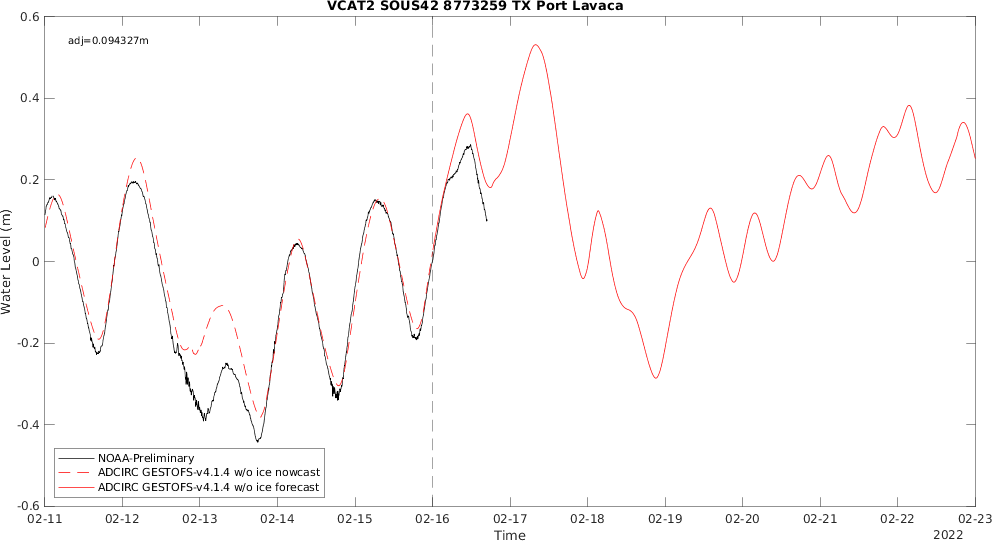 VCAT2 SOUS42 8773259 TX Port Lavaca
adj=0.094327m
0.6
0.4
0.2
0
-0.2
-0.4
-0.6
Water Level (m)
NOAA-Preliminary
ADCIRC GESTOFS-v4.1.4 w/o ice nowcast
ADCIRC GESTOFS-v4.1.4 w/o ice forecast
02-11 02-12 02-13 02-14 02-15 02-16 02-17 02-18 02-19 02-20 02-21 02-22 02-23
Time
2022